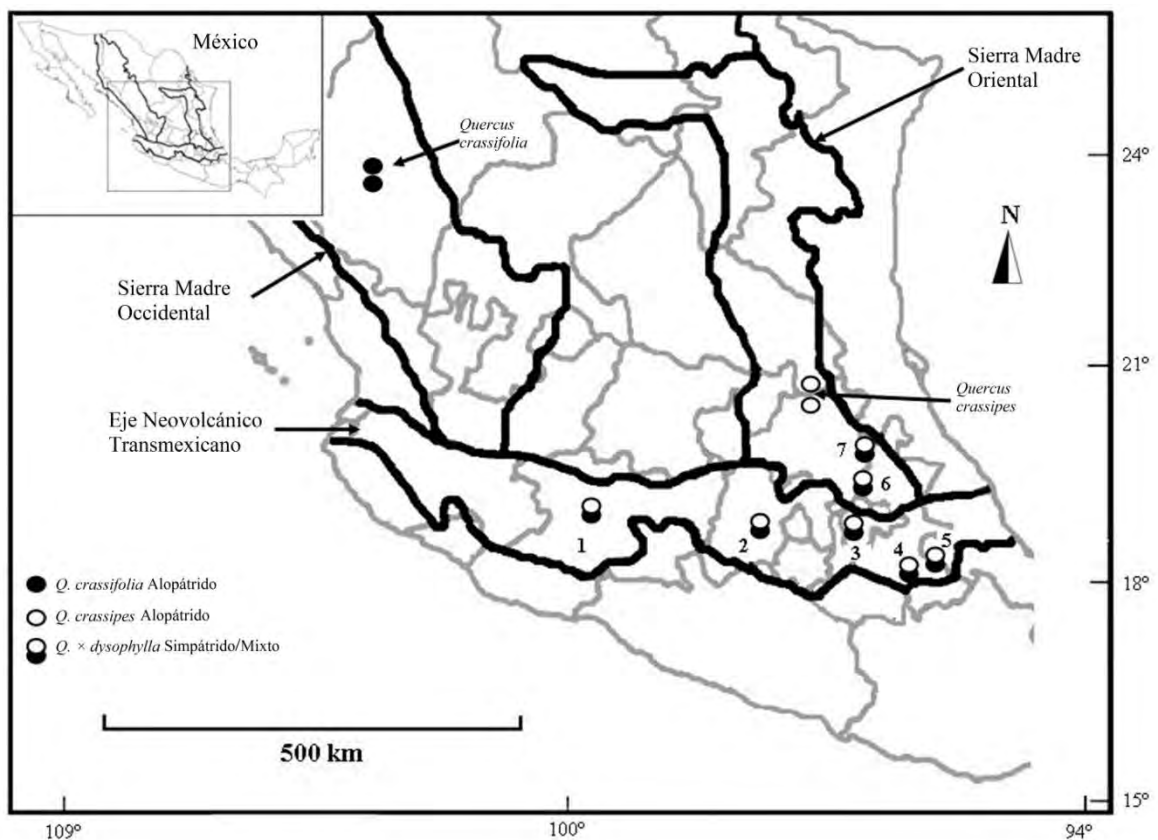 México
Sierra Madre
Oriental
Quercus
crassifolia
24°
N
Sierra Madre
Occidental
21°
Quercus
crassipes
Eje Neovolcánico
Transmexicano
7
6
1
2
3
4
5
18°
Q. crassifolia Alopátrido
Q. crassipes Alopátrido
Q. × dysophylla Simpátrido/Mixto
500 km
15°
109°
100°
94°